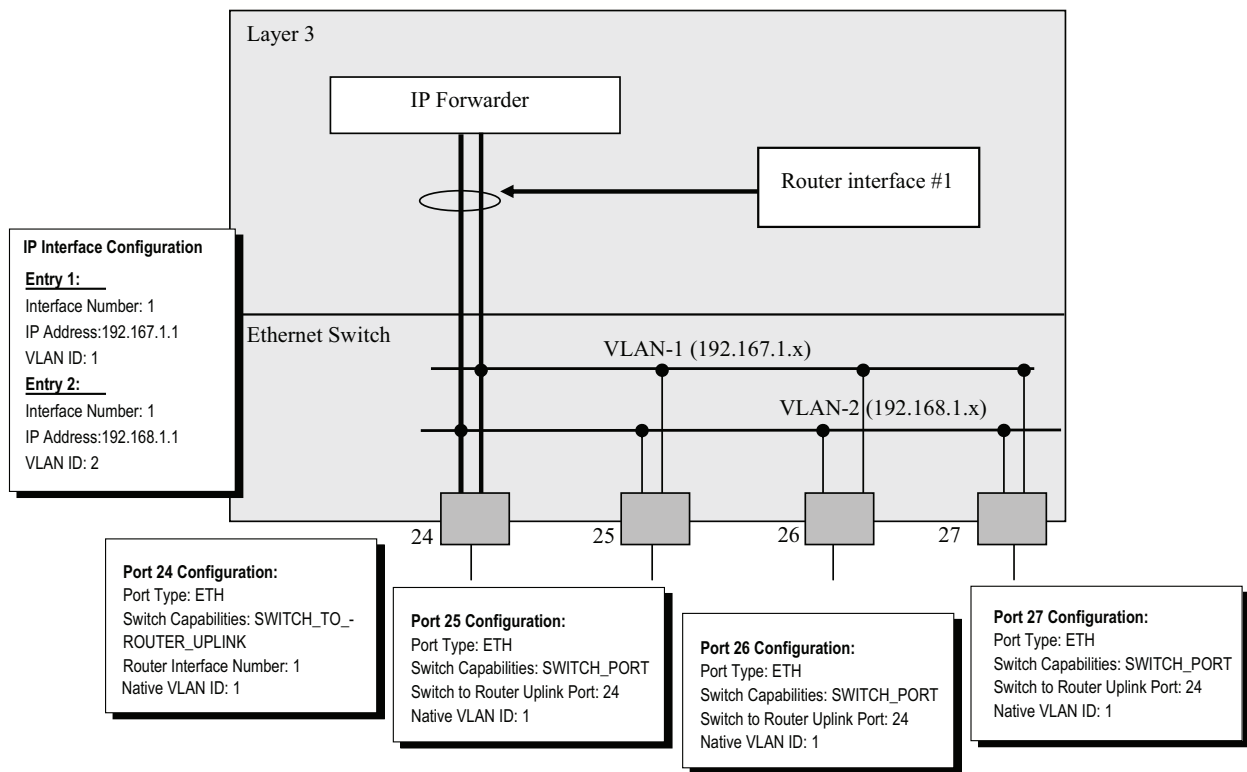 Layer 3
IP Forwarder
Router interface #1
IP Interface Configuration
Entry 1:
Interface Number: 1
IP Address:192.167.1.1
VLAN ID: 1
Entry 2:
Interface Number: 1
IP Address:192.168.1.1
VLAN ID: 2
Ethernet Switch
VLAN-1 (192.167.1.x)
VLAN-2 (192.168.1.x)
24
25
26
27
Port 24 Configuration:
Port Type: ETH
Switch Capabilities: SWITCH_TO_-
ROUTER_UPLINK
Router Interface Number: 1
Native VLAN ID: 1
Port 25 Configuration:
Port Type: ETH
Switch Capabilities: SWITCH_PORT
Switch to Router Uplink Port: 24
Native VLAN ID: 1
Port 26 Configuration:
Port Type: ETH
Switch Capabilities: SWITCH_PORT
Switch to Router Uplink Port: 24
Native VLAN ID: 1
Port 27 Configuration:
Port Type: ETH
Switch Capabilities: SWITCH_PORT
Switch to Router Uplink Port: 24
Native VLAN ID: 1